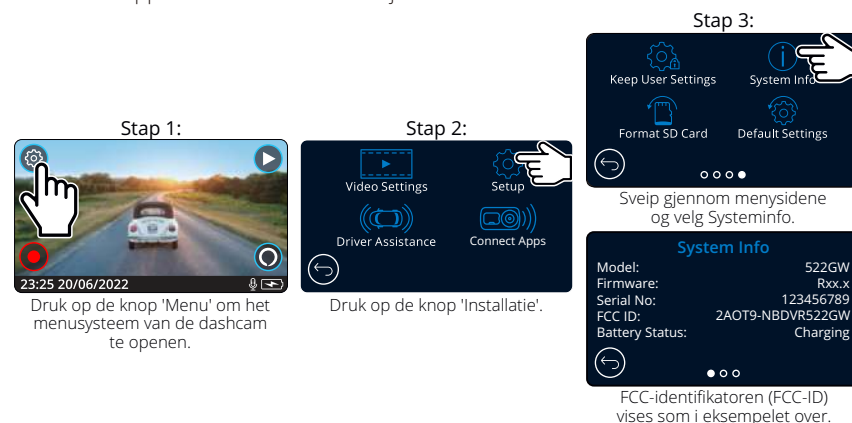 Stap 1:
23:25 20/06/2022
Druk op de knop 'Menu' om het
menusysteem van de dashcam
te openen.
Stap 2:
Video Settings
Setup
Driver Assistance
Connect Apps
Druk op de knop 'Installatie'.
Stap 3:
Keep User Settings
System Info
Format SD Card
Default Settings
Sveip gjennom menysidene
og velg Systeminfo.
System Info
Model: 522GW
Firmware: Rxx.x
Serial No: 123456789
FCC ID: 2AOT9-NBDVR522GW
Battery Status: Charging
FCC-identifikatoren (FCC-ID)
vises som i eksempelet over.